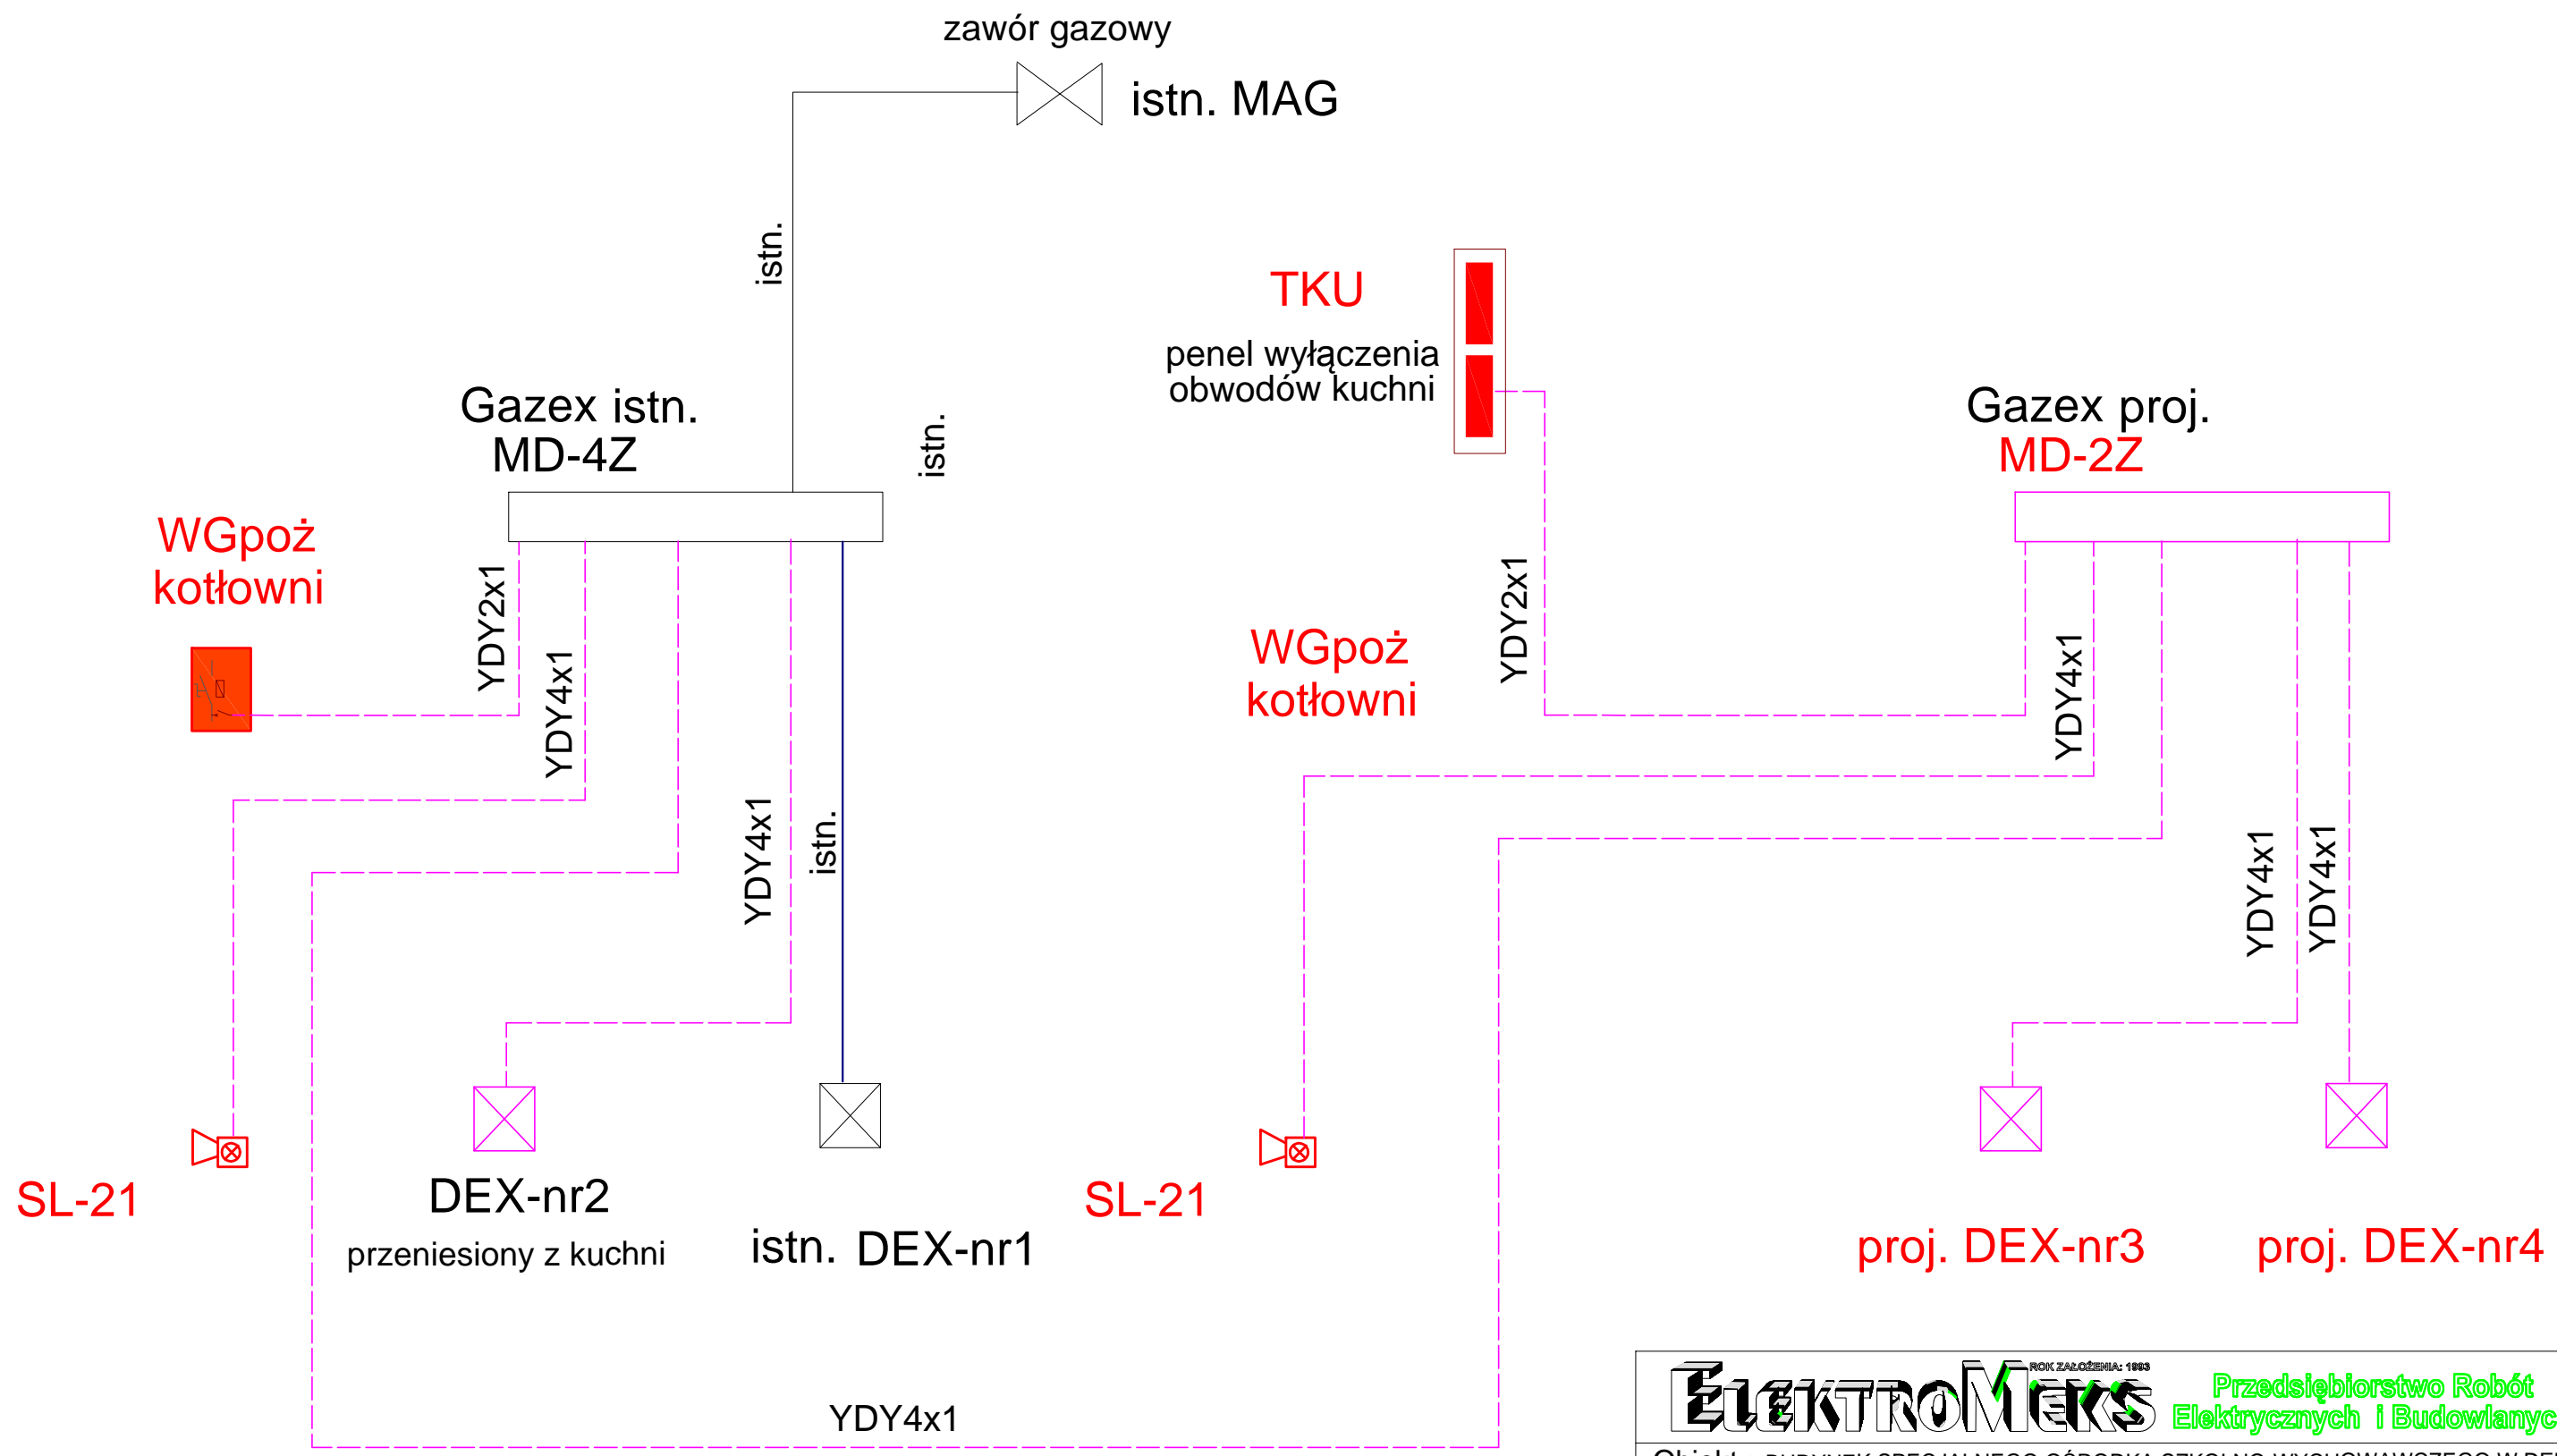 zawór gazowy
istn. MAG
istn.
istn.
Gazex istn.
MD-4Z
TKU
penel wyłączenia
obwodów kuchni
Gazex proj.
MD-2Z
WGpoż
kotłowni
YDY2x1
YDY4x1
YDY4x1
istn.
WGpoż
kotłowni
YDY2x1
YDY4x1
YDY4x1
YDY4x1
SL-21
DEX-nr2
przeniesiony z kuchni
istn. DEX-nr1
SL-21
proj. DEX-nr3
proj. DEX-nr4
YDY4x1
ROK ZAŁOŻENIA: 1993
ELEKTROMEKS
Przedsiębiorstwo Robót
Elektrycznych i Budowlanyc